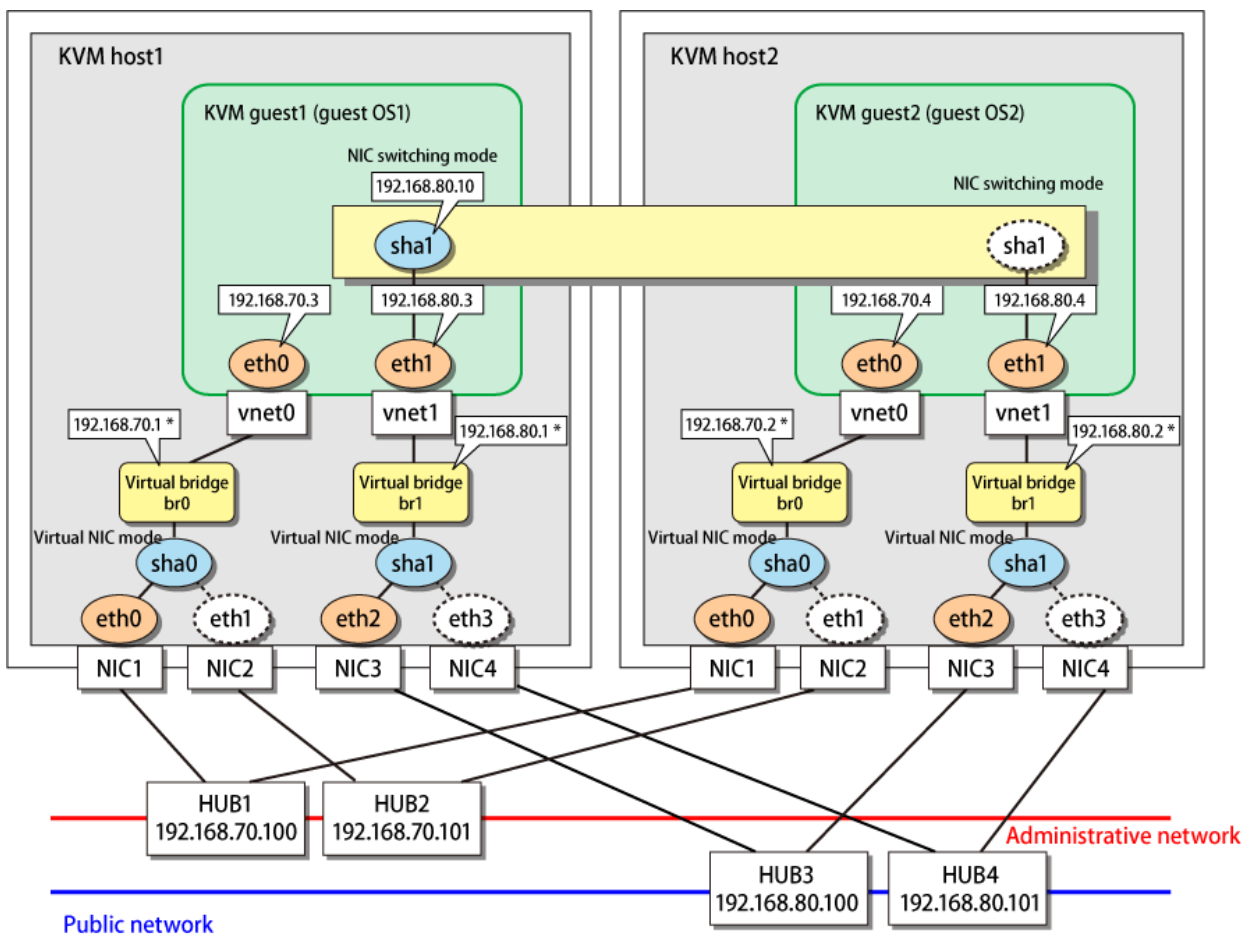 KVM host1
KVM guest1 (guest OS1)
NIC switching mode
192.168.80.10
sha1
192.168.70.3
192.168.80.3
eth0
eth1
vnet0
vnet1
192.168.70.1 *
192.168.80.1 *
Virtual bridge
br0
Virtual bridge
br1
Virtual NIC mode
Virtual NIC mode
sha0
sha1
eth0
eth1
eth2
eth3
NIC1
NIC2
NIC3
NIC4
KVM host2
KVM guest2 (guest OS2)
NIC switching mode
sha1
192.168.70.4
192.168.80.4
eth0
eth1
vnet0
vnet1
192.168.70.2 *
192.168.80.2 *
Virtual bridge
br0
Virtual bridge
br1
Virtual NIC mode
Virtual NIC mode
sha0
sha1
eth0
eth1
eth2
eth3
NIC1
NIC2
NIC3
NIC4
HUB1
192.168.70.100
HUB2
192.168.70.101
Administrative network
HUB3
192.168.80.100
HUB4
192.168.80.101
Public network